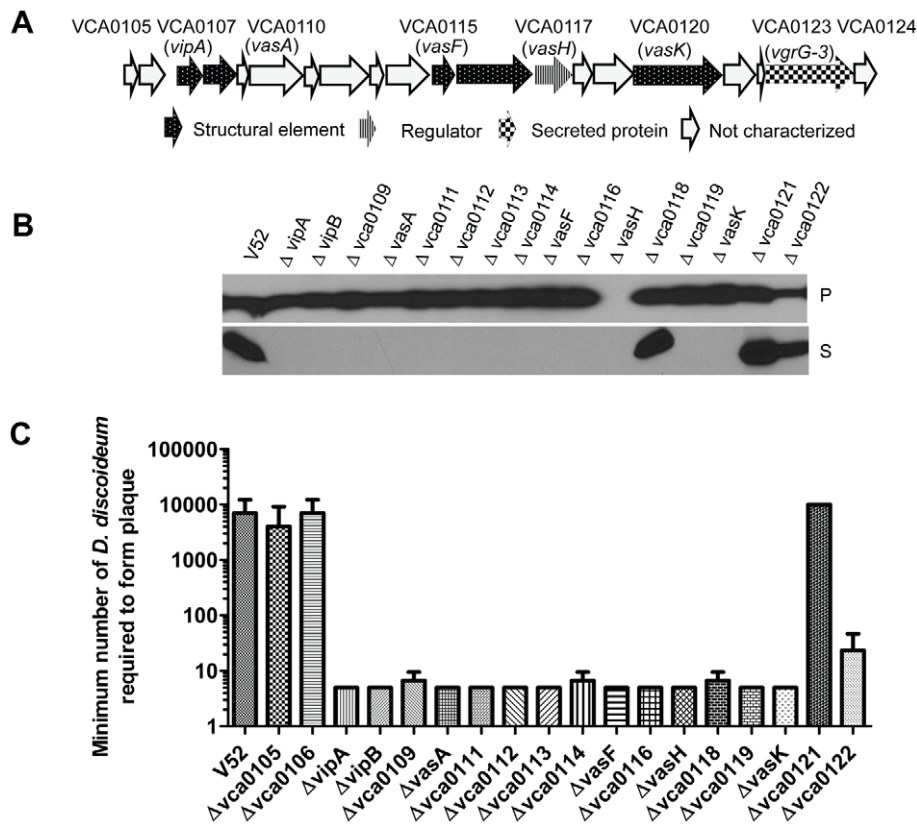 A
VCA0105 VCA0107 VCA0110 VCA0115 VCA0117 VCA0120 VCA0123 VCA0124
(vipA) (vasA) (vasF) (vasH) (vasK) (vgrG-3)
Structural element Regulator Secreted protein Not characterized
B
V52 Δ vipA Δ vipB Δ vca0109 Δ vasA Δ vca0111 Δ vca0112 Δ vca0113 Δ vca0114 Δ vasF Δ vca0116 Δ vasH Δ vca0118 Δ vca0119 Δ vasK Δ vca0121 Δ vca0122
P
S
C
Minimum number of D. discoideum
required to form plaque
100000
10000
1000
100
10
1
V52 Δvca0105 Δvca0106 ΔvipA ΔvipB Δvca0109 ΔvasA Δvca0111 Δvca0112 Δvca0113 Δvca0114 ΔvasF Δvca0116 ΔvasH Δvca0118 Δvca0119 ΔvasK Δvca0121 Δvca0122